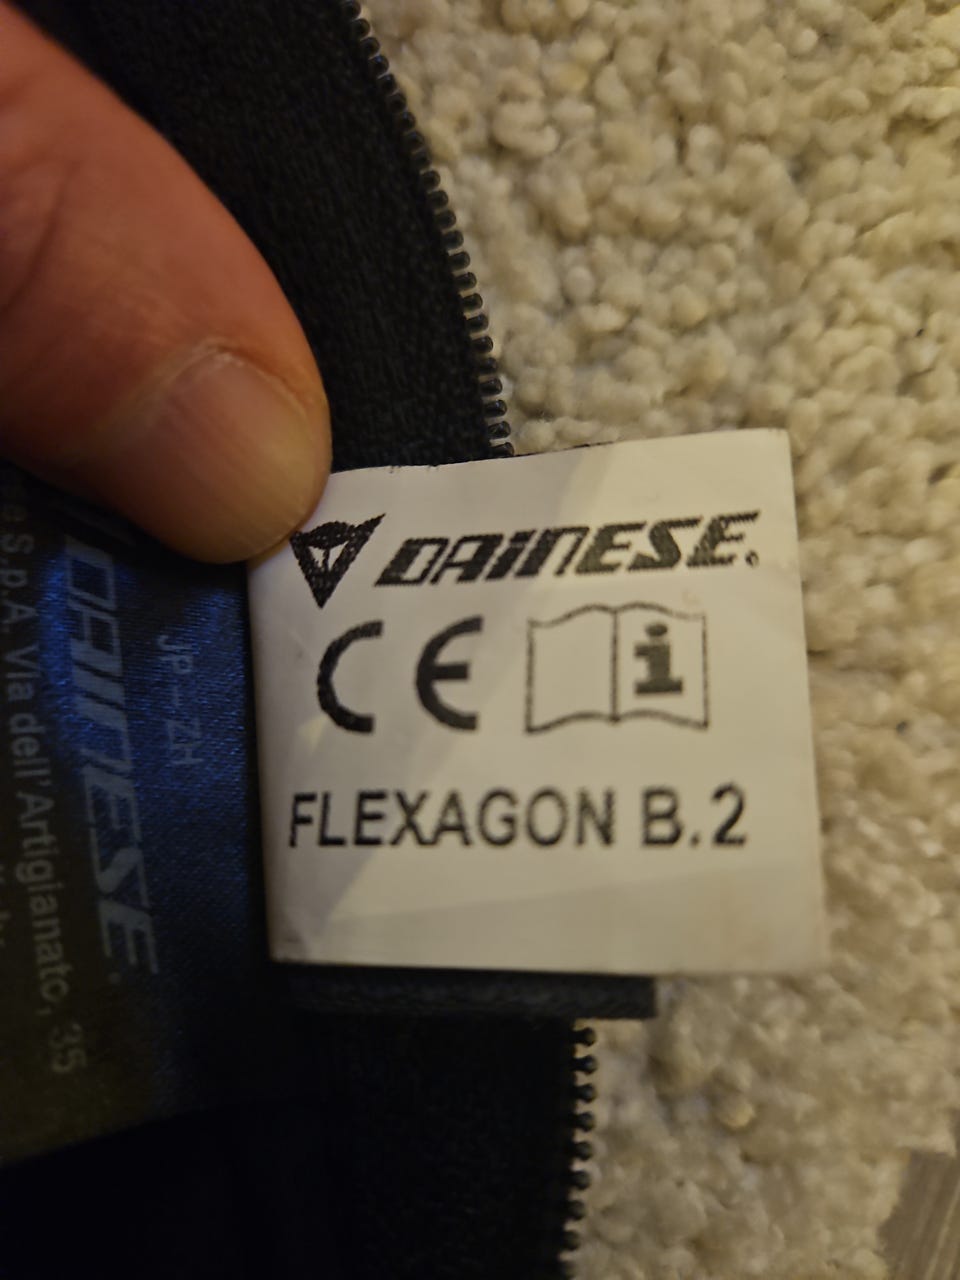 DAINESE.
CE i
FLEXAGON B.2
DAINESE.
JP - ZH
S.p.A. Via dell'Artigianato, 35